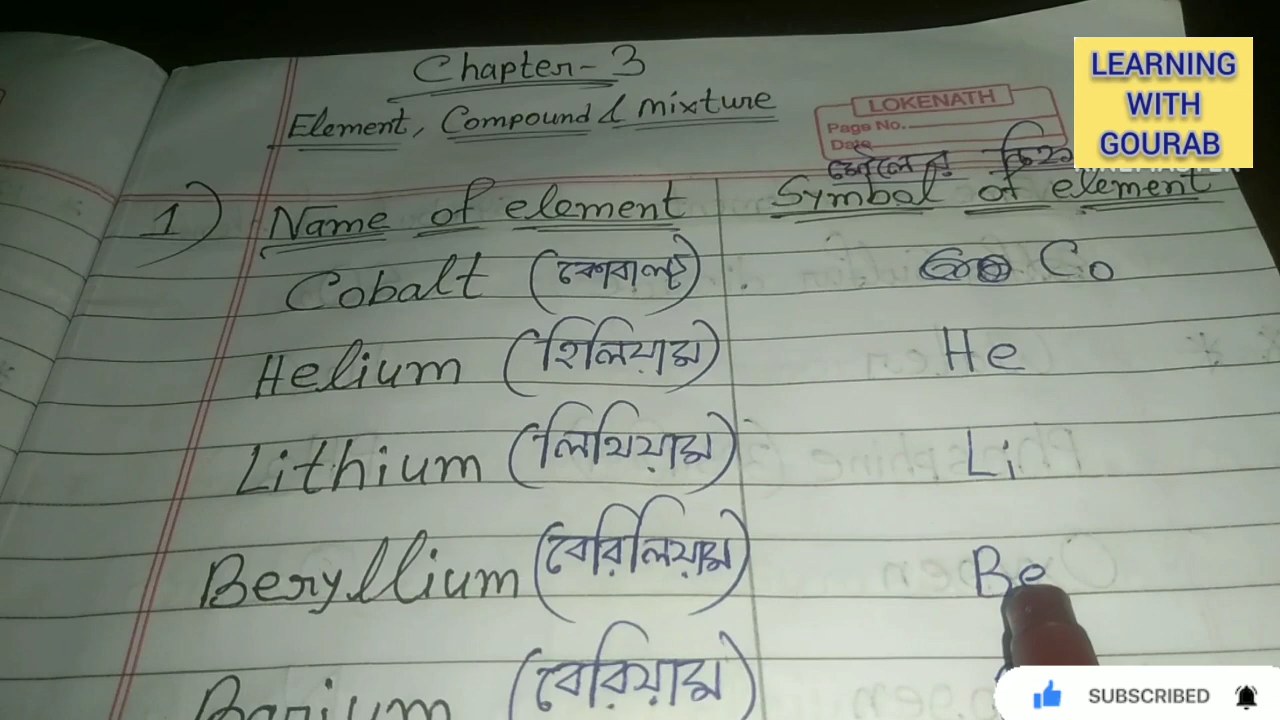 Chapter-3
Element, Compound & mixture
LOKENATH
Page No.
Date
LEARNING
WITH
GOURAB
মৌলের চিহ্ন
1) Name of element Symbol of element
Cobalt (কোবাল্ট) Co
Helium (হিলিয়াম) He
Lithium (লিথিয়াম) Li
Beryllium (বেরিলিয়াম) Be
Barium (বেরিয়াম)
SUBSCRIBED